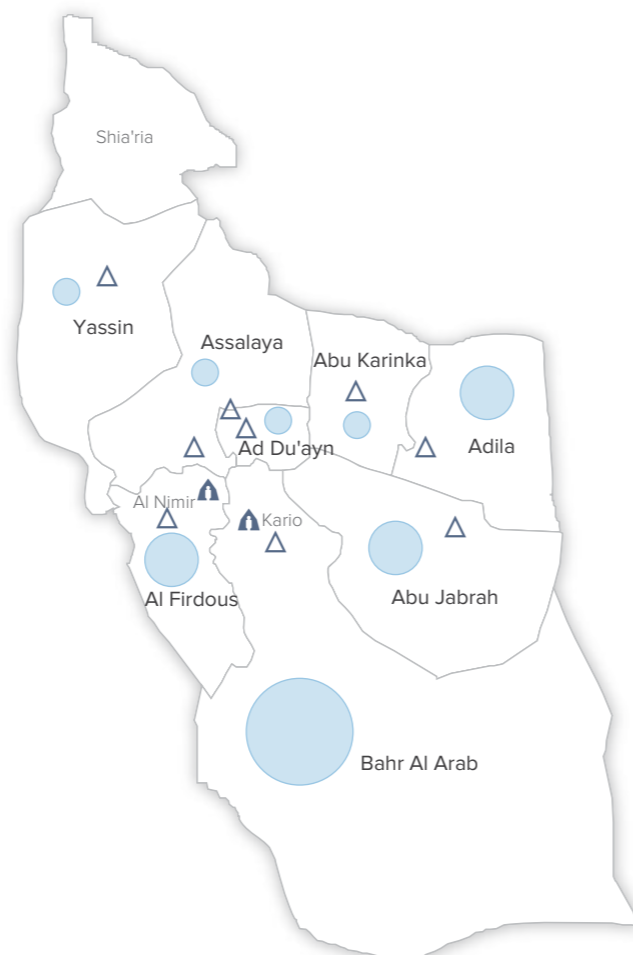 Shia'ria
Yassin
Assalaya
Abu Karinka
Adila
Ad Du'ayn
Al Nimir
Kario
Al Firdous
Abu Jabrah
Bahr Al Arab